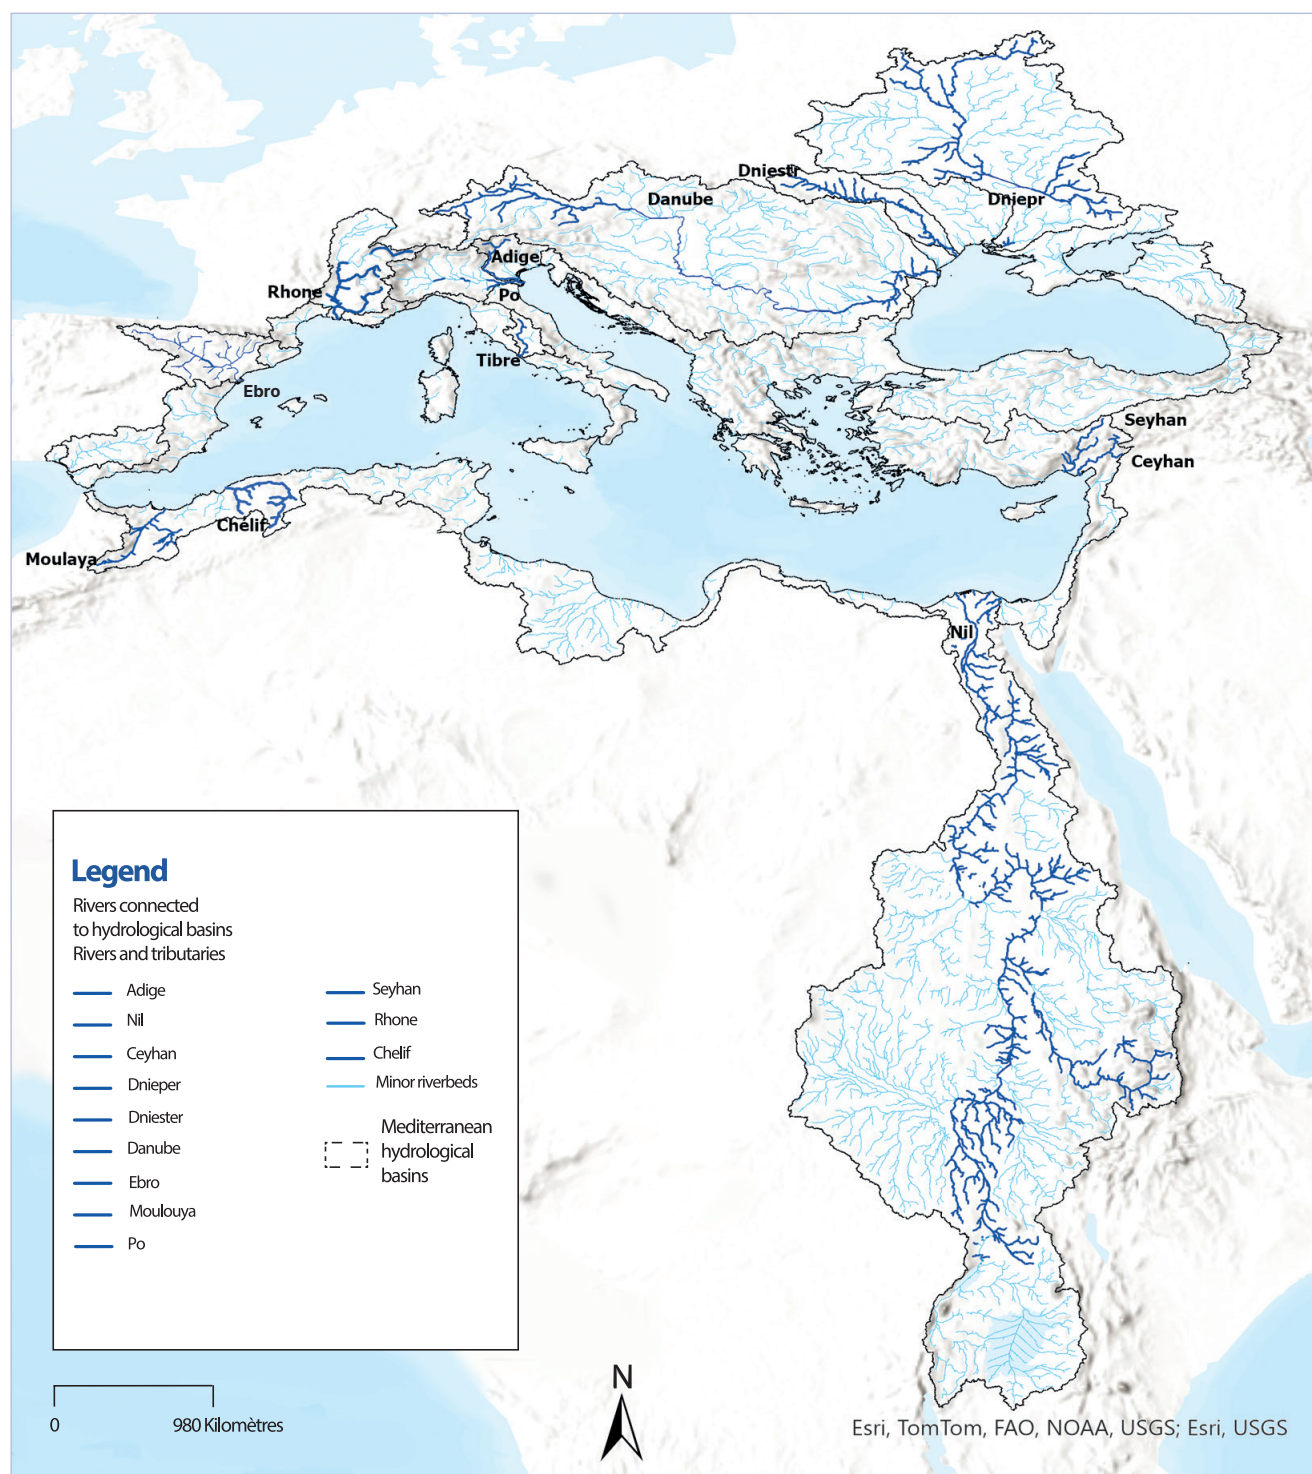 Dniestr
Danube
Dniepr
Adige
Rhone
Po
Tibre
Ebro
Seyhan
Ceyhan
Chélif
Moulaya
Nil
Legend
Rivers connected
to hydrological basins
Rivers and tributaries
Adige
Nil
Ceyhan
Dnieper
Dniester
Danube
Ebro
Moulouya
Po
Seyhan
Rhone
Chelif
Minor riverbeds
Mediterranean
hydrological
basins
0 980 Kilomètres
N
Esri, TomTom, FAO, NOAA, USGS; Esri, USGS